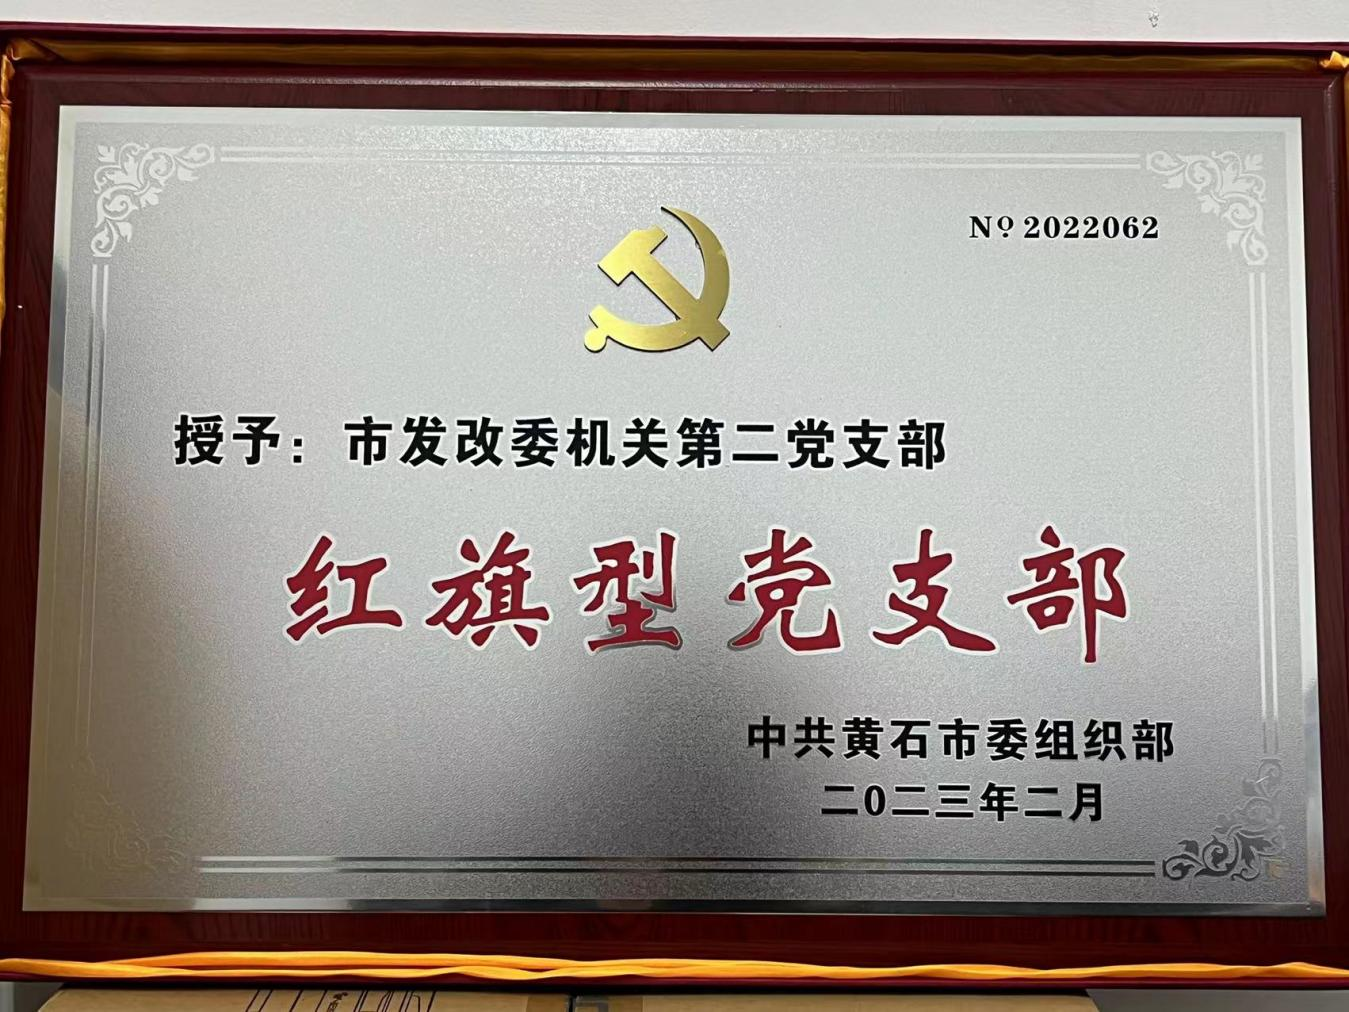 № 2022062
授予：市发改委机关第二党支部
红旗型党支部
中共黄石市委组织部
二0二三年二月